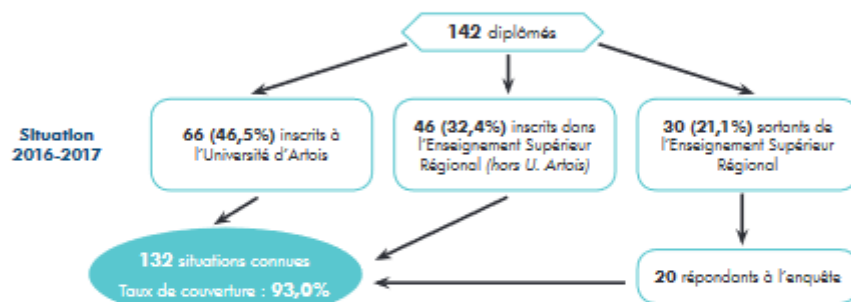 142 diplômés
Situation
2016-2017
66 (46,5%) inscrits à
l'Université d'Artois
46 (32,4%) inscrits dans
l'Enseignement Supérieur
Régional (hors U. Artois)
30 (21,1%) sortants de
l'Enseignement Supérieur
Régional
132 situations connues
Taux de couverture : 93,0%
20 répondants à l'enquête